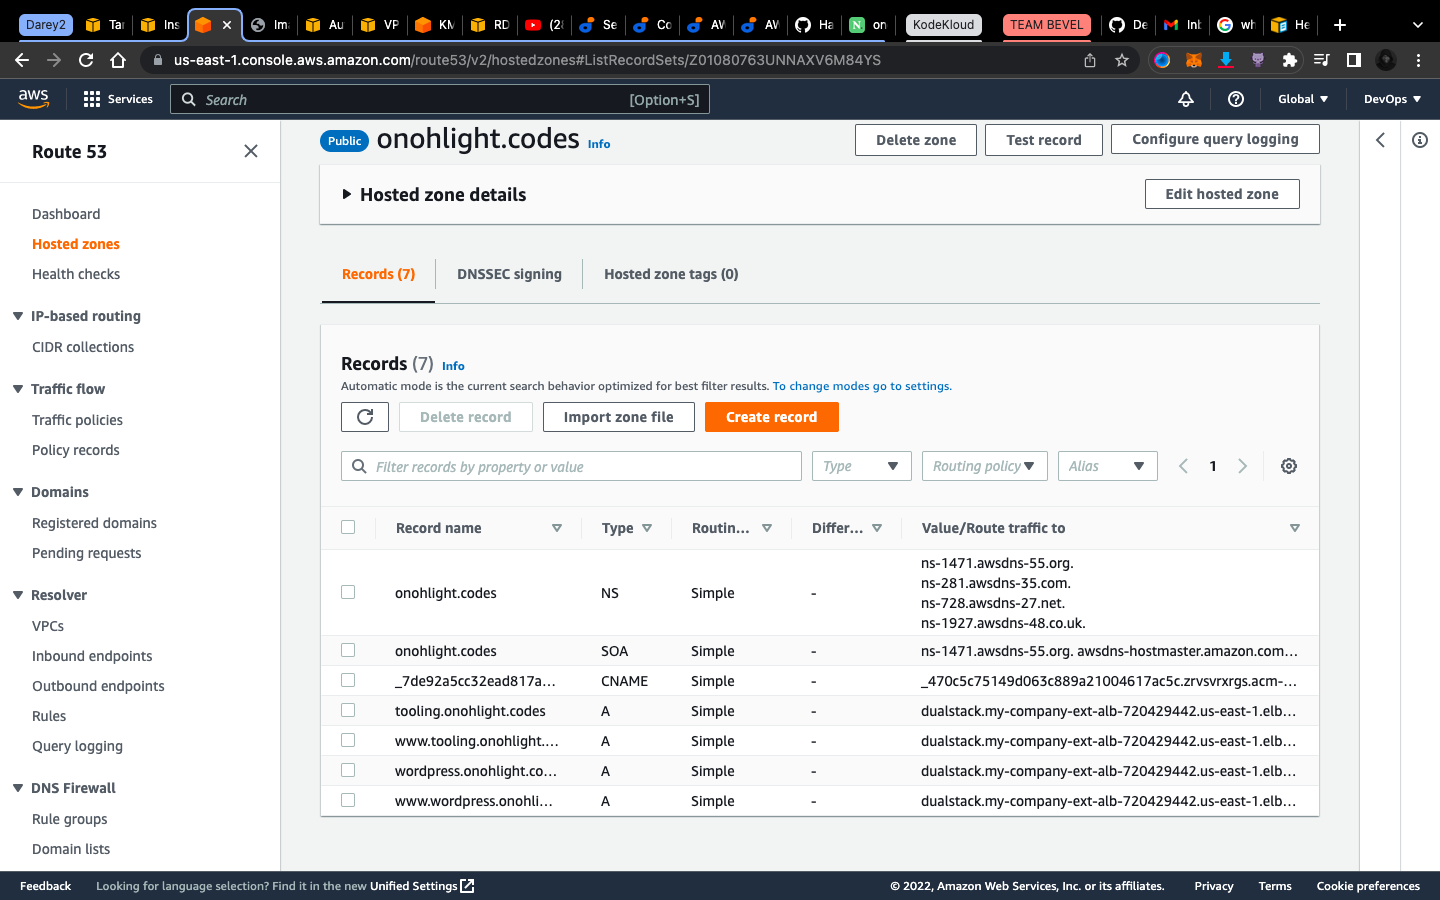 Darey2
Tar
Ins
Ima
Au
VP
KM
RD
(28
Se
Co
AW
AW
Ha
on
KodeKloud
TEAM BEVEL
De
Inb
wh
He
us-east-1.console.aws.amazon.com/route53/v2/hostedzones#ListRecordSets/Z01080763UNNAXV6M84YS
aws
Services
Search
[Option+S]
Global
DevOps
Route 53
Dashboard
Hosted zones
Health checks
IP-based routing
CIDR collections
Traffic flow
Traffic policies
Policy records
Domains
Registered domains
Pending requests
Resolver
VPCs
Inbound endpoints
Outbound endpoints
Rules
Query logging
DNS Firewall
Rule groups
Domain lists
Public onohlight.codes Info
Delete zone
Test record
Configure query logging
Hosted zone details
Edit hosted zone
Records (7)
DNSSEC signing
Hosted zone tags (0)
Records (7) Info
Automatic mode is the current search behavior optimized for best filter results. To change modes go to settings.
Delete record
Import zone file
Create record
Filter records by property or value
Type
Routing policy
Alias
1
Record name Type Routin... Differ... Value/Route traffic to
ns-1471.awsdns-55.org.
ns-281.awsdns-35.com.
onohlight.codes NS Simple -
ns-728.awsdns-27.net.
ns-1927.awsdns-48.co.uk.
onohlight.codes SOA Simple - ns-1471.awsdns-55.org. awsdns-hostmaster.amazon.com...
_7de92a5cc32ead817a... CNAME Simple - _470c5c75149d063c889a21004617ac5c.zrvsvrxrgs.acm-...
tooling.onohlight.codes A Simple - dualstack.my-company-ext-alb-720429442.us-east-1.elb...
www.tooling.onohlight.... A Simple - dualstack.my-company-ext-alb-720429442.us-east-1.elb...
wordpress.onohlight.co... A Simple - dualstack.my-company-ext-alb-720429442.us-east-1.elb...
www.wordpress.onohli... A Simple - dualstack.my-company-ext-alb-720429442.us-east-1.elb...
Feedback
Looking for language selection? Find it in the new Unified Settings
© 2022, Amazon Web Services, Inc. or its affiliates.
Privacy
Terms
Cookie preferences